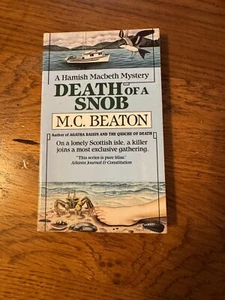 A Hamish Macbeth Mystery
DEATH OF A
SNOB
M.C. BEATON
Author of AGATHA RAISIN AND THE QUICHE OF DEATH
On a lonely Scottish isle, a killer
joins a most exclusive gathering.
"This series is pure bliss."
Atlanta Journal & Constitution